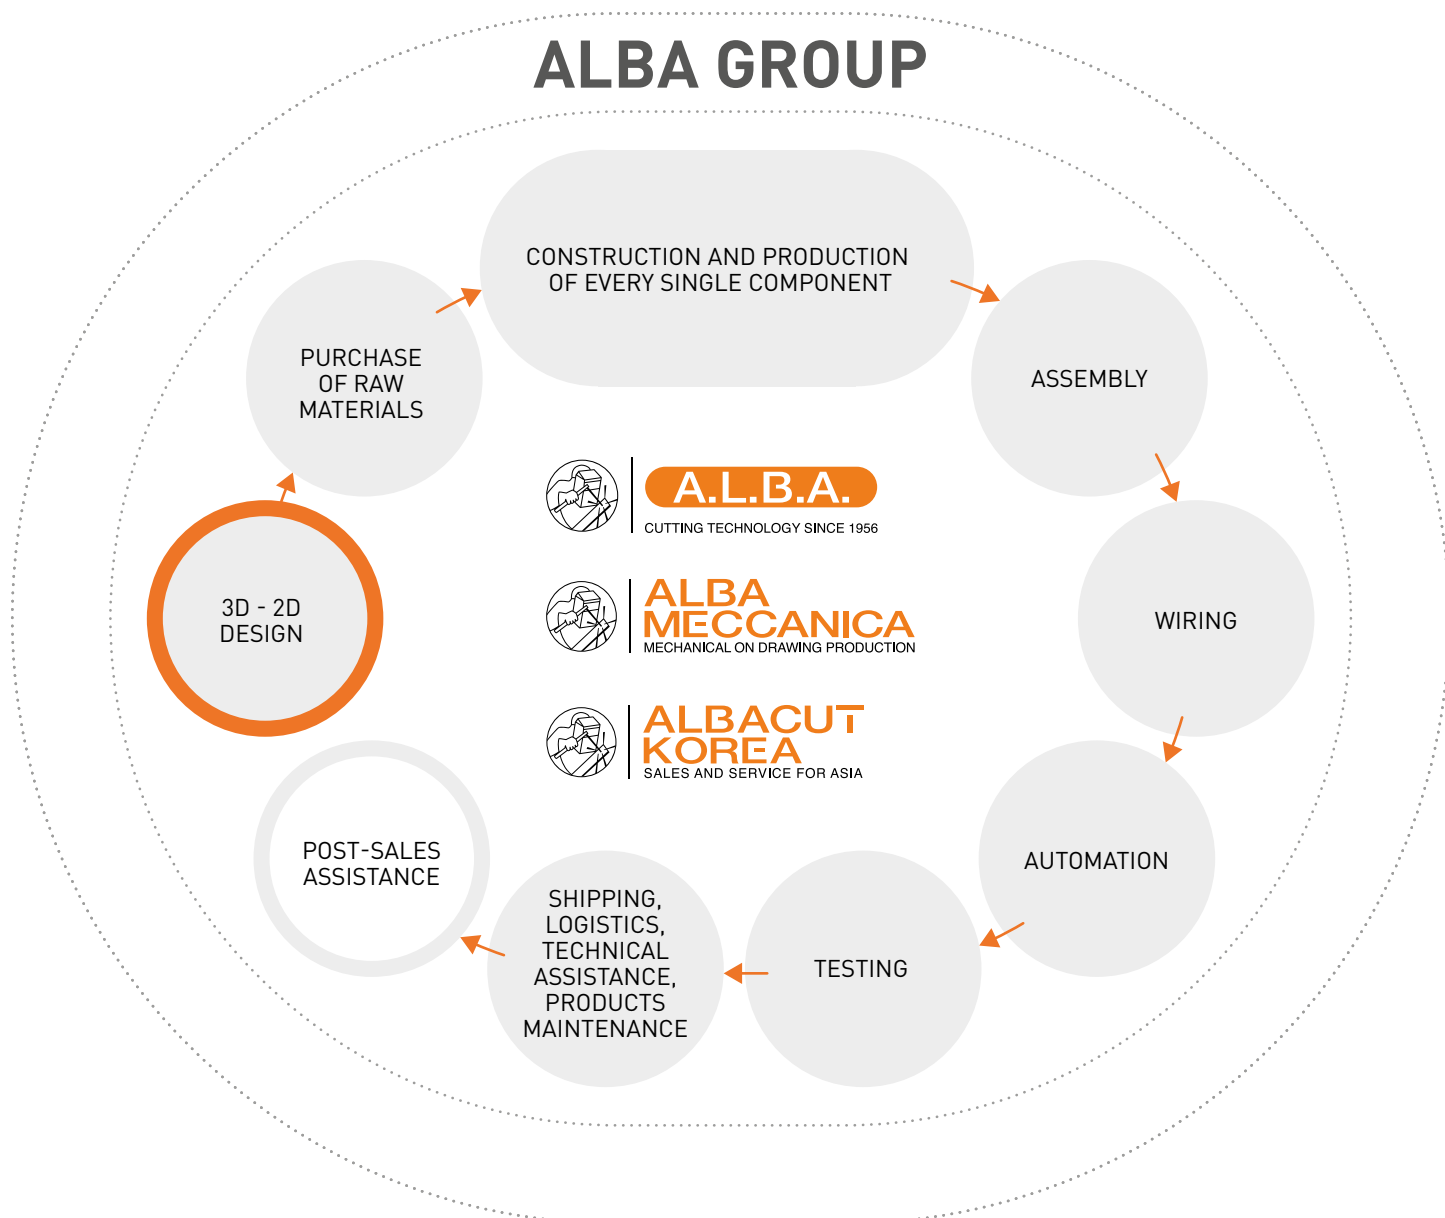 ALBA GROUP
CONSTRUCTION AND PRODUCTION
OF EVERY SINGLE COMPONENT
PURCHASE
OF RAW
MATERIALS
ASSEMBLY
A.L.B.A.
CUTTING TECHNOLOGY SINCE 1956
3D - 2D
DESIGN
ALBA
MECCANICA
MECHANICAL ON DRAWING PRODUCTION
WIRING
ALBACUT
KOREA
SALES AND SERVICE FOR ASIA
POST-SALES
ASSISTANCE
AUTOMATION
SHIPPING,
LOGISTICS,
TECHNICAL
ASSISTANCE,
PRODUCTS
MAINTENANCE
TESTING